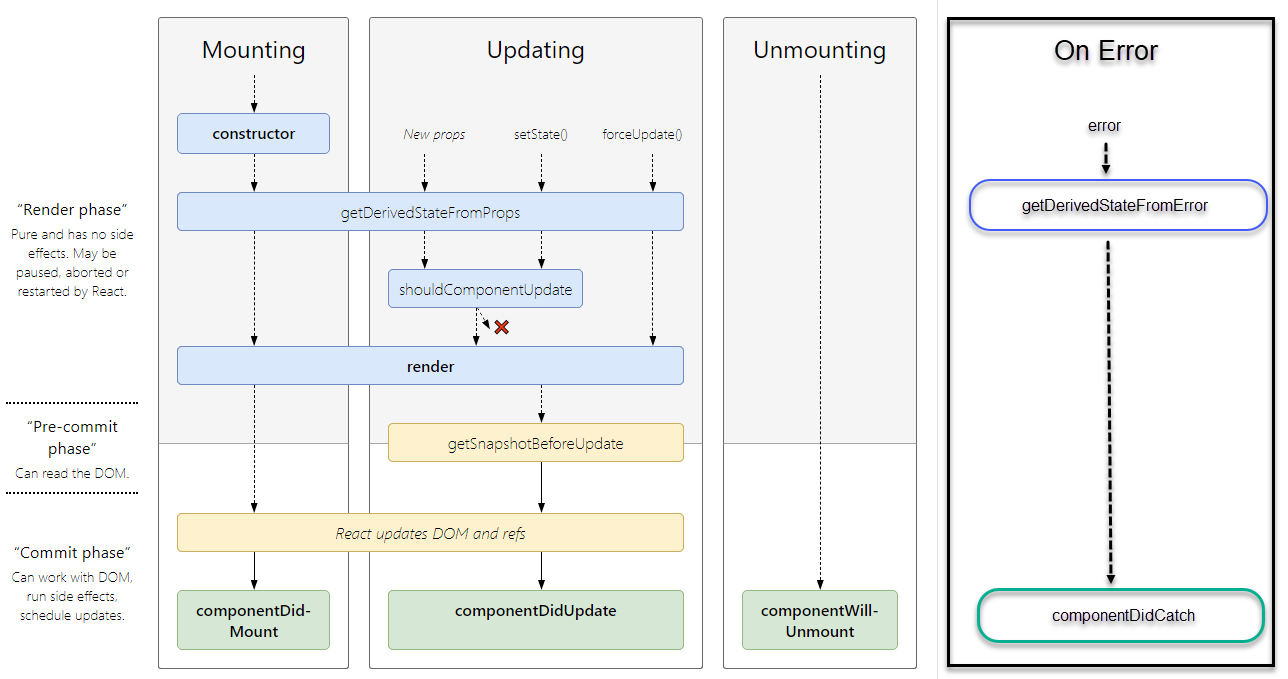 Mounting
Updating
Unmounting
On Error
constructor
New props
setState()
forceUpdate()
error
getDerivedStateFromProps
getDerivedStateFromError
“Render phase”
Pure and has no side
effects. May be
paused, aborted or
restarted by React.
shouldComponentUpdate
render
“Pre-commit
phase”
Can read the DOM.
getSnapshotBeforeUpdate
React updates DOM and refs
“Commit phase”
Can work with DOM,
run side effects,
schedule updates.
componentDid-
Mount
componentDidUpdate
componentWill-
Unmount
componentDidCatch